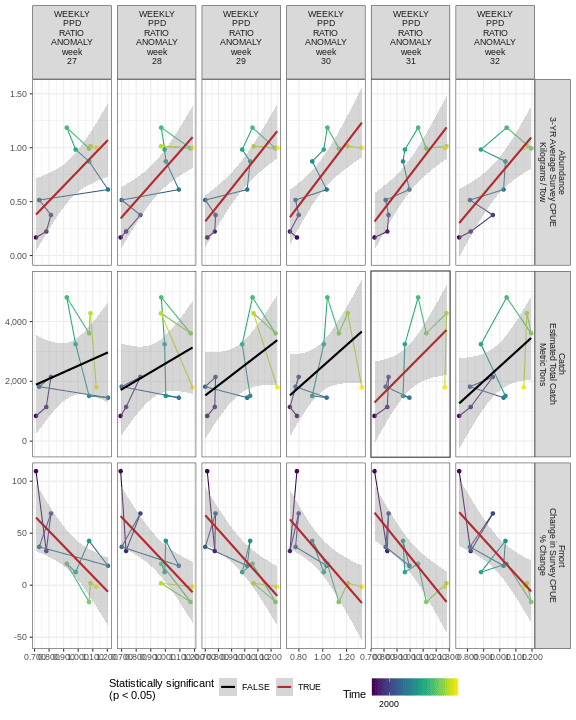 WEEKLY
PPD
RATIO
ANOMALY
week
27
WEEKLY
PPD
RATIO
ANOMALY
week
28
WEEKLY
PPD
RATIO
ANOMALY
week
29
WEEKLY
PPD
RATIO
ANOMALY
week
30
WEEKLY
PPD
RATIO
ANOMALY
week
31
WEEKLY
PPD
RATIO
ANOMALY
week
32
1.50
1.00
0.50
0.00
Abundance
3-YR Average Survey CPUE
Kilograms / Tow
4,000
2,000
0
Catch
Estimated Total Catch
Metric Tons
100
50
0
-50
Fmort
Change in Survey CPUE
% Change
0.80 1.00 1.20
Statistically significant
(p < 0.05)
FALSE
TRUE
Time
2000